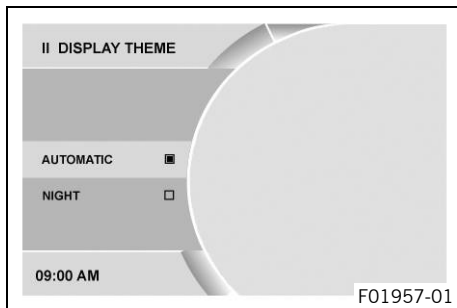 II DISPLAY THEME
AUTOMATIC
NIGHT
09:00 AM
F01957-01